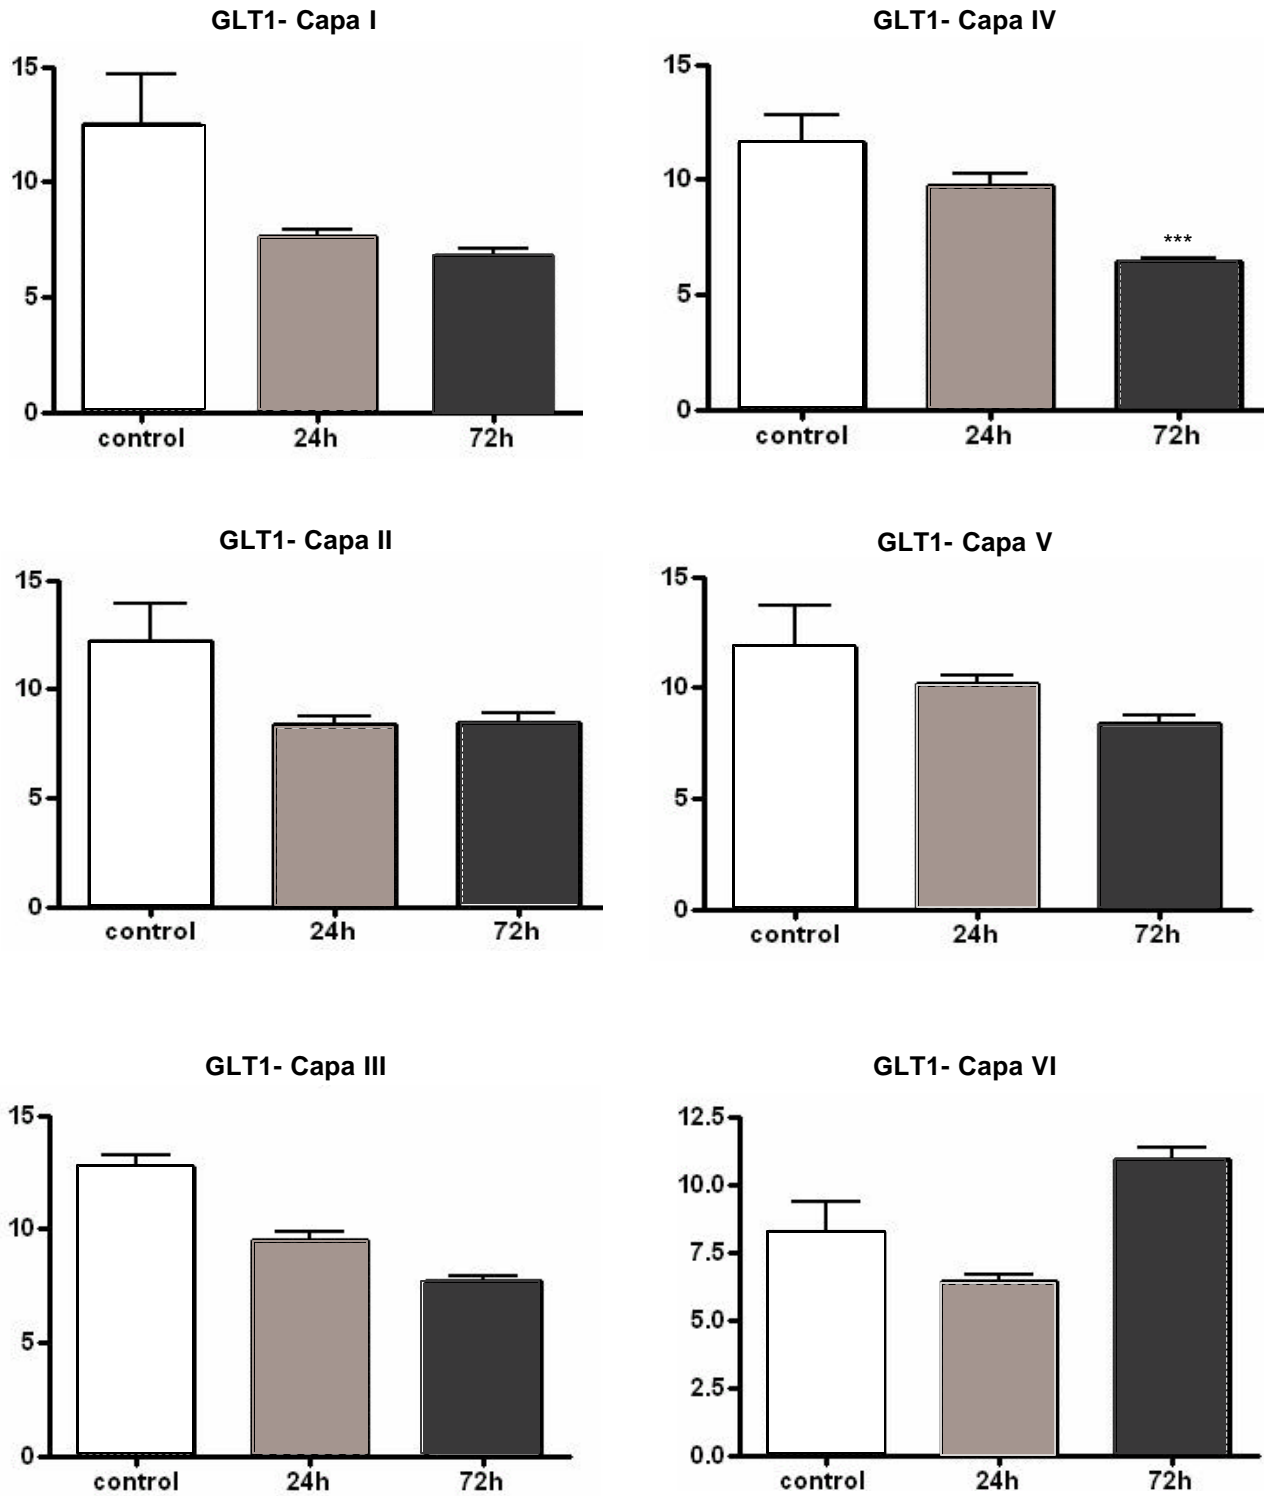 GLT1- Capa I
15
10
5
0
control 24h 72h
GLT1- Capa IV
15
10
5
0
***
control 24h 72h
GLT1- Capa II
15
10
5
0
control 24h 72h
GLT1- Capa V
15
10
5
0
control 24h 72h
GLT1- Capa III
15
10
5
0
control 24h 72h
GLT1- Capa VI
12.5
10.0
7.5
5.0
2.5
0.0
control 24h 72h